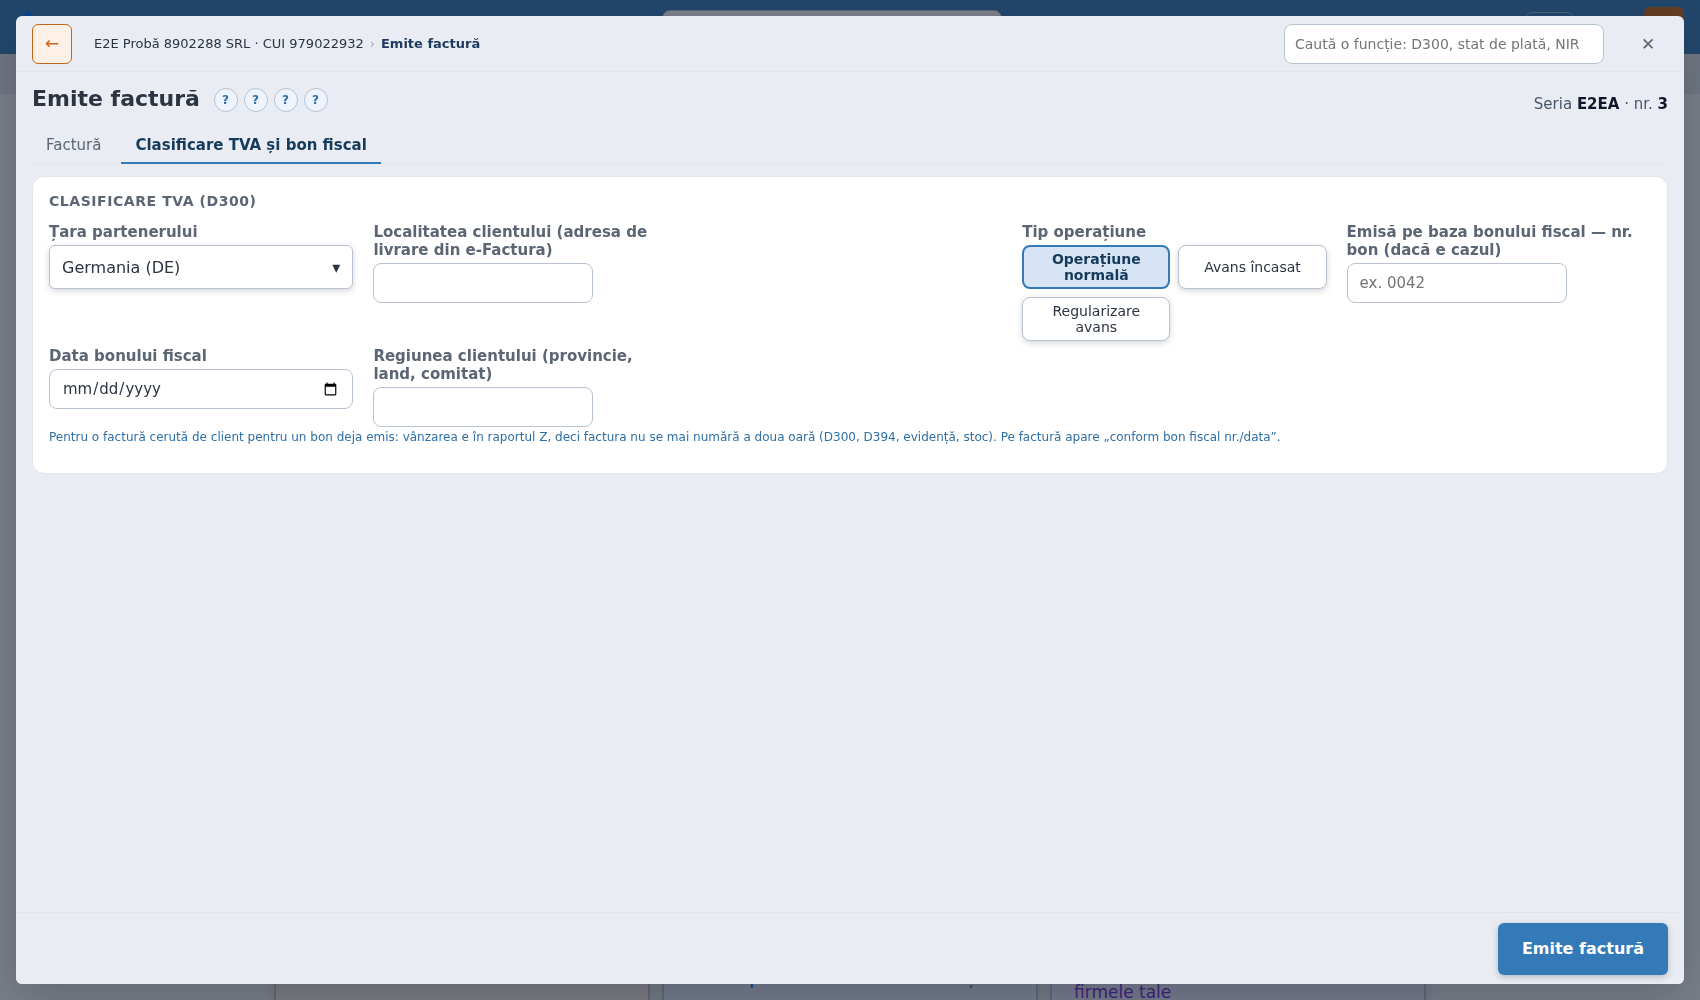 ←
E2E Probă 8902288 SRL · CUI 979022932 › Emite factură
Caută o funcție: D300, stat de plată, NIR
✕
Emite factură ? ? ? ?
Seria E2EA · nr. 3
Factură
Clasificare TVA și bon fiscal
CLASIFICARE TVA (D300)
Țara partenerului
Germania (DE) ▾
Localitatea clientului (adresa de
livrare din e-Factura)
Tip operațiune
Operațiune
normală
Avans încasat
Regularizare
avans
Emisă pe baza bonului fiscal — nr.
bon (dacă e cazul)
ex. 0042
Data bonului fiscal
mm/dd/yyyy
Regiunea clientului (provincie,
land, comitat)
Pentru o factură cerută de client pentru un bon deja emis: vânzarea e în raportul Z, deci factura nu se mai numără a doua oară (D300, D394, evidență, stoc). Pe factură apare „conform bon fiscal nr./data”.
Emite factură
firmele tale